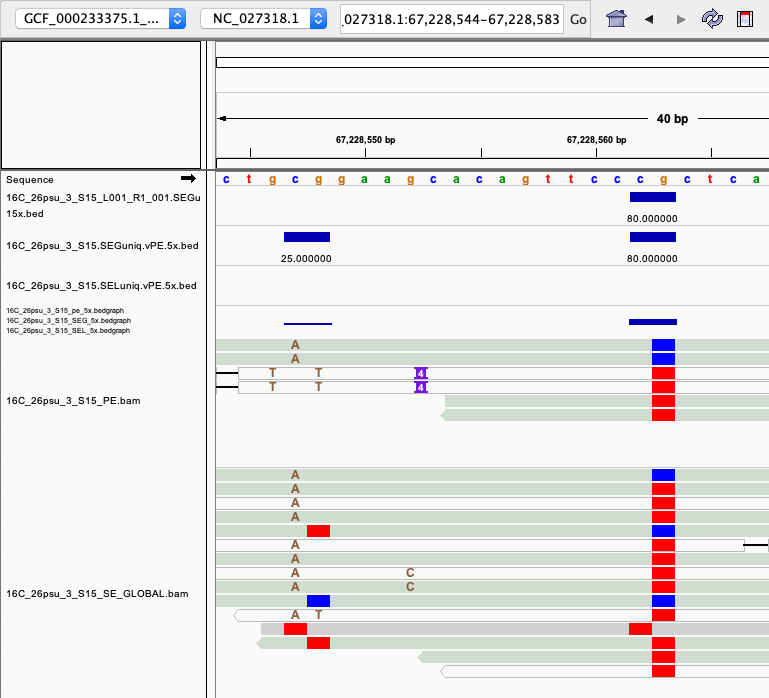 GCF_000233375.1_... NC_027318.1 .027318.1:67,228,544-67,228,583 Go
40 bp
67,228,550 bp 67,228,560 bp
Sequence c t g c g g a a g c a c a g t t c c c g c t c a
16C_26psu_3_S15_L001_R1_001.SEGu
15x.bed
80.000000
16C_26psu_3_S15.SEGuniq.vPE.5x.bed
25.000000 80.000000
16C_26psu_3_S15.SELuniq.vPE.5x.bed
16C_26psu_3_S15_pe_5x.bedgraph
16C_26psu_3_S15_SEG_5x.bedgraph
16C_26psu_3_S15_SEL_5x.bedgraph
A
A
T T 4
T T 4
16C_26psu_3_S15_PE.bam
A
A
A
A
A
A
A C
A C
16C_26psu_3_S15_SE_GLOBAL.bam
A T